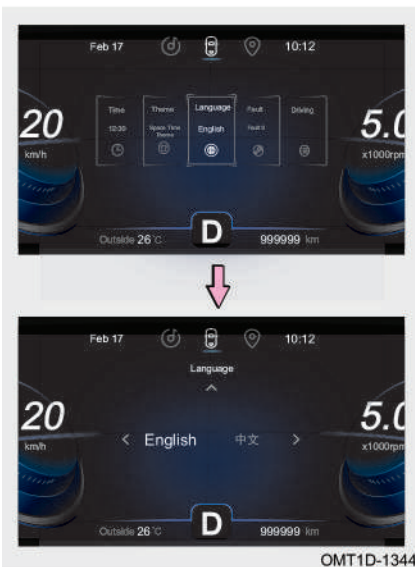 Feb 17 10:12
Time Theme Language Fault Driving
12:30 Space Time Theme English Fault:0
20 5.0
km/h x1000rpm
D
Outside 26°C 999999 km
Feb 17 10:12
Language
20 < English 中文 > 5.0
km/h x1000rpm
D
Outside 26°C 999999 km
OMT1D-1344